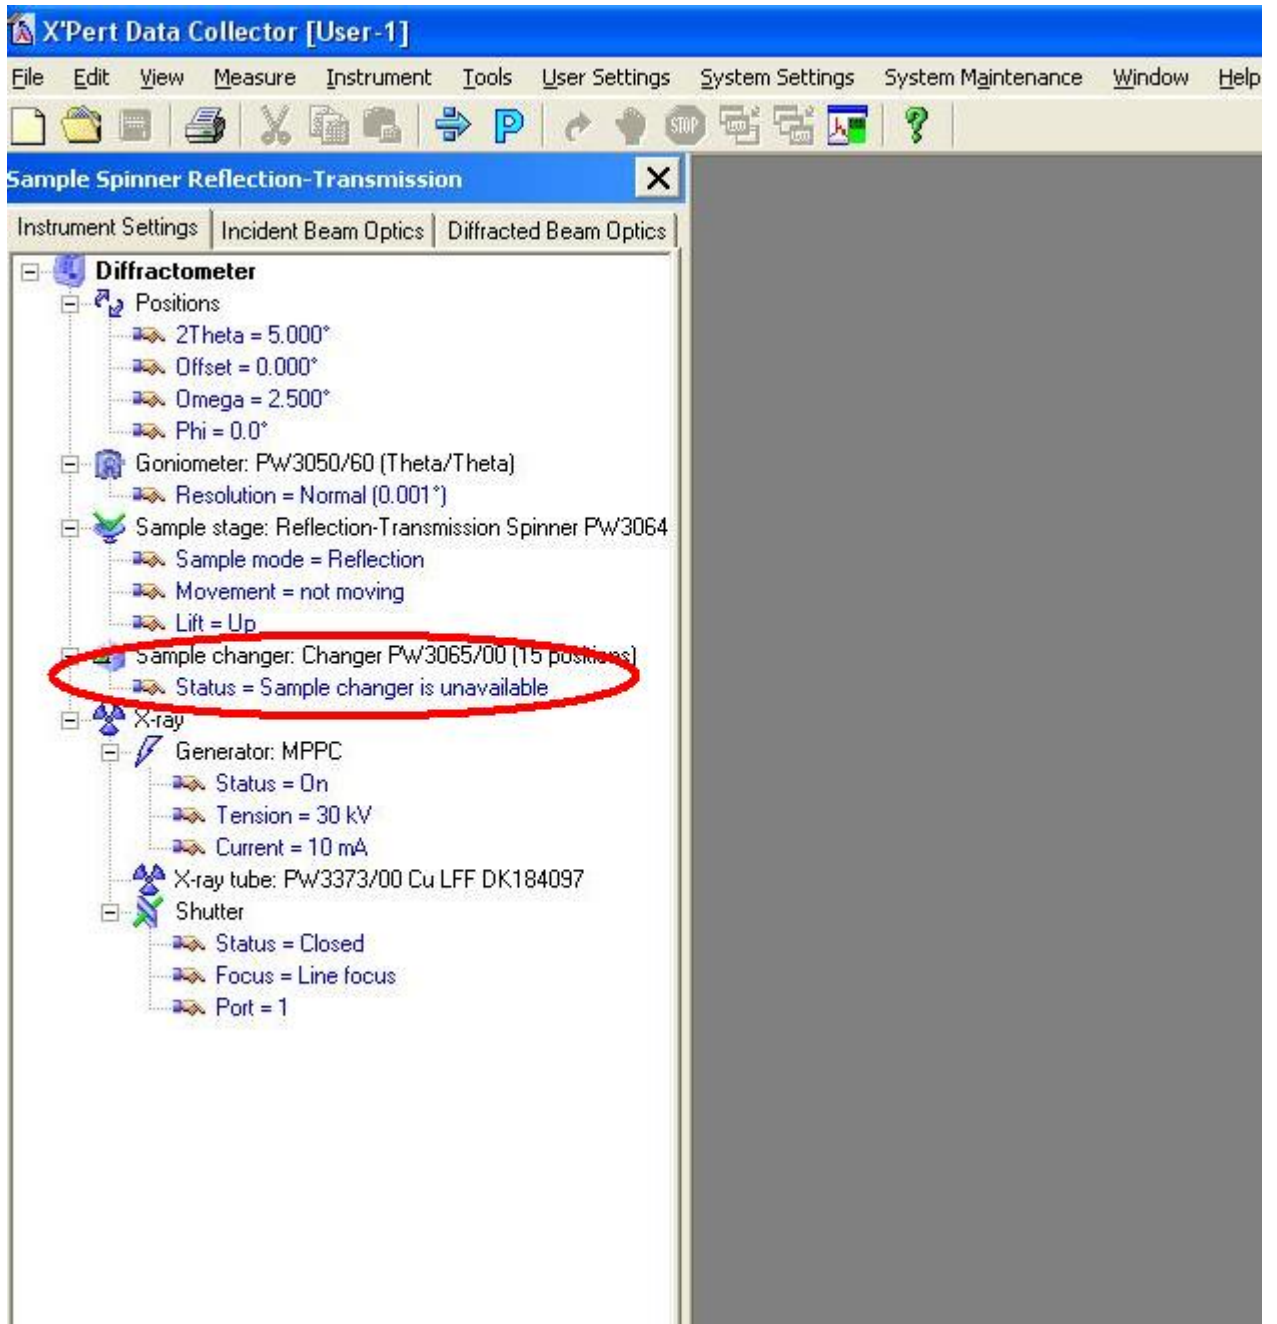 X'Pert Data Collector [User-1]
File Edit View Measure Instrument Tools User Settings System Settings System Maintenance Window Help
P STOP ?
Sample Spinner Reflection-Transmission
Instrument Settings Incident Beam Optics Diffracted Beam Optics
Diffractometer
Positions
2Theta = 5.000°
Offset = 0.000°
Omega = 2.500°
Phi = 0.0°
Goniometer: PW3050/60 (Theta/Theta)
Resolution = Normal (0.001°)
Sample stage: Reflection-Transmission Spinner PW3064
Sample mode = Reflection
Movement = not moving
Lift = Up
Sample changer: Changer PW3065/00 (15 positions)
Status = Sample changer is unavailable
X-ray
Generator: MPPC
Status = On
Tension = 30 kV
Current = 10 mA
X-ray tube: PW3373/00 Cu LFF DK184097
Shutter
Status = Closed
Focus = Line focus
Port = 1